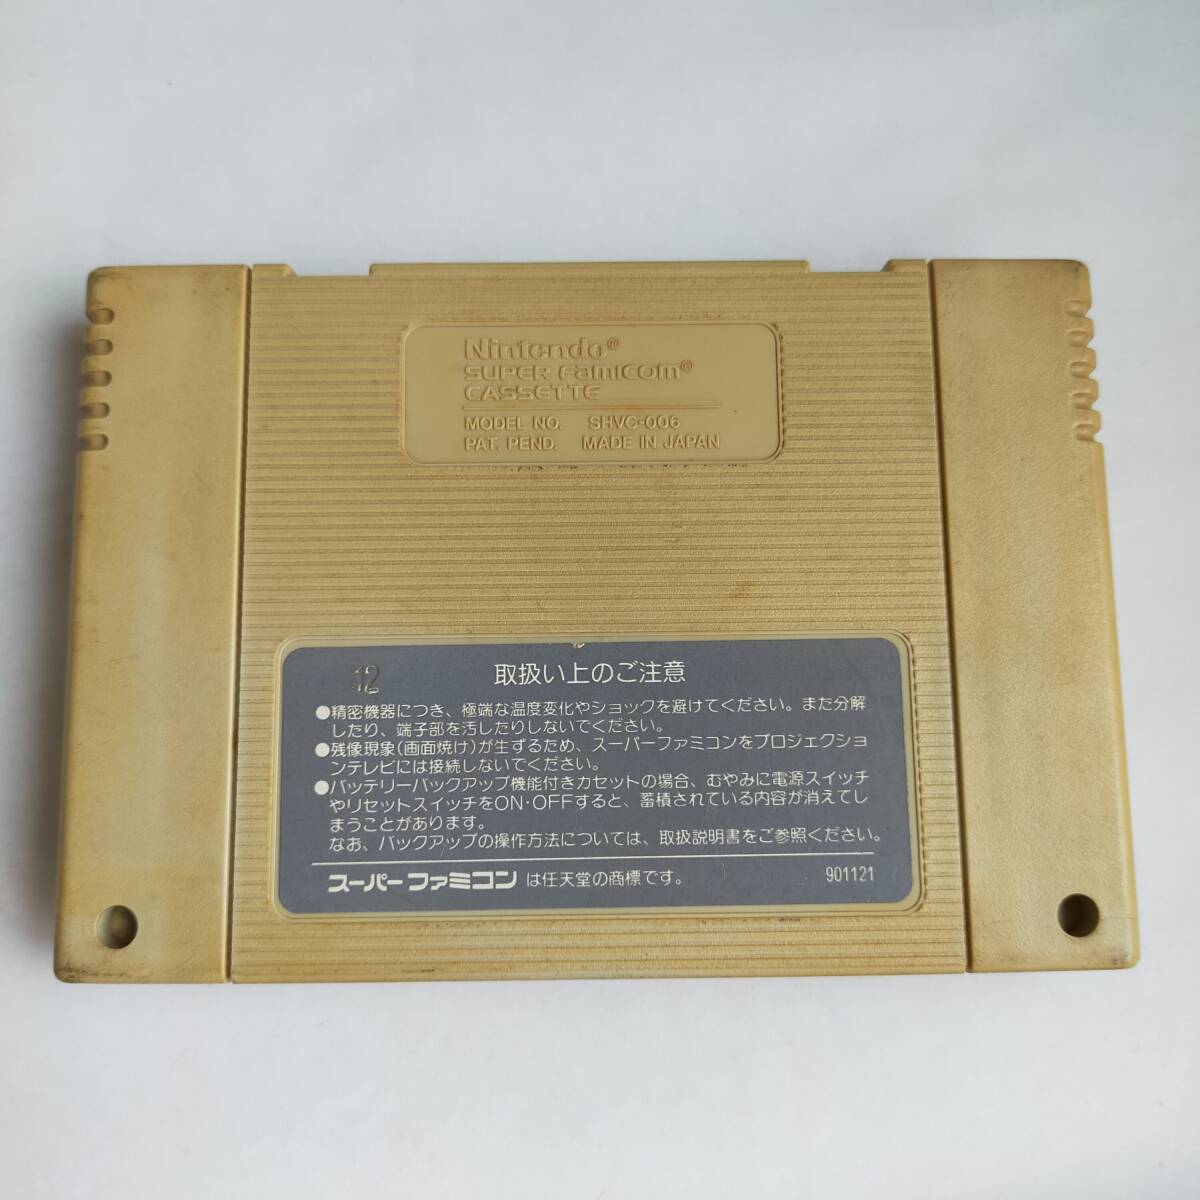 Nintendo®
SUPER FAMICOM®
CASSETTE
MODEL NO. SHVC-006
PAT. PEND. MADE IN JAPAN
12
取扱い上のご注意
●精密機器につき、極端な温度変化やショックを避けてください。また分解
したり、端子部を汚したりしないでください。
●残像現象(画面焼け)が生ずるため、スーパーファミコンをプロジェクショ
ンテレビには接続しないでください。
●バッテリーバックアップ機能付きカセットの場合、むやみに電源スイッチ
やリセットスイッチをON・OFFすると、蓄積されている内容が消えてし
まうことがあります。
なお、バックアップの操作方法については、取扱説明書をご参照ください。
スーパーファミコン は任天堂の商標です。 901121